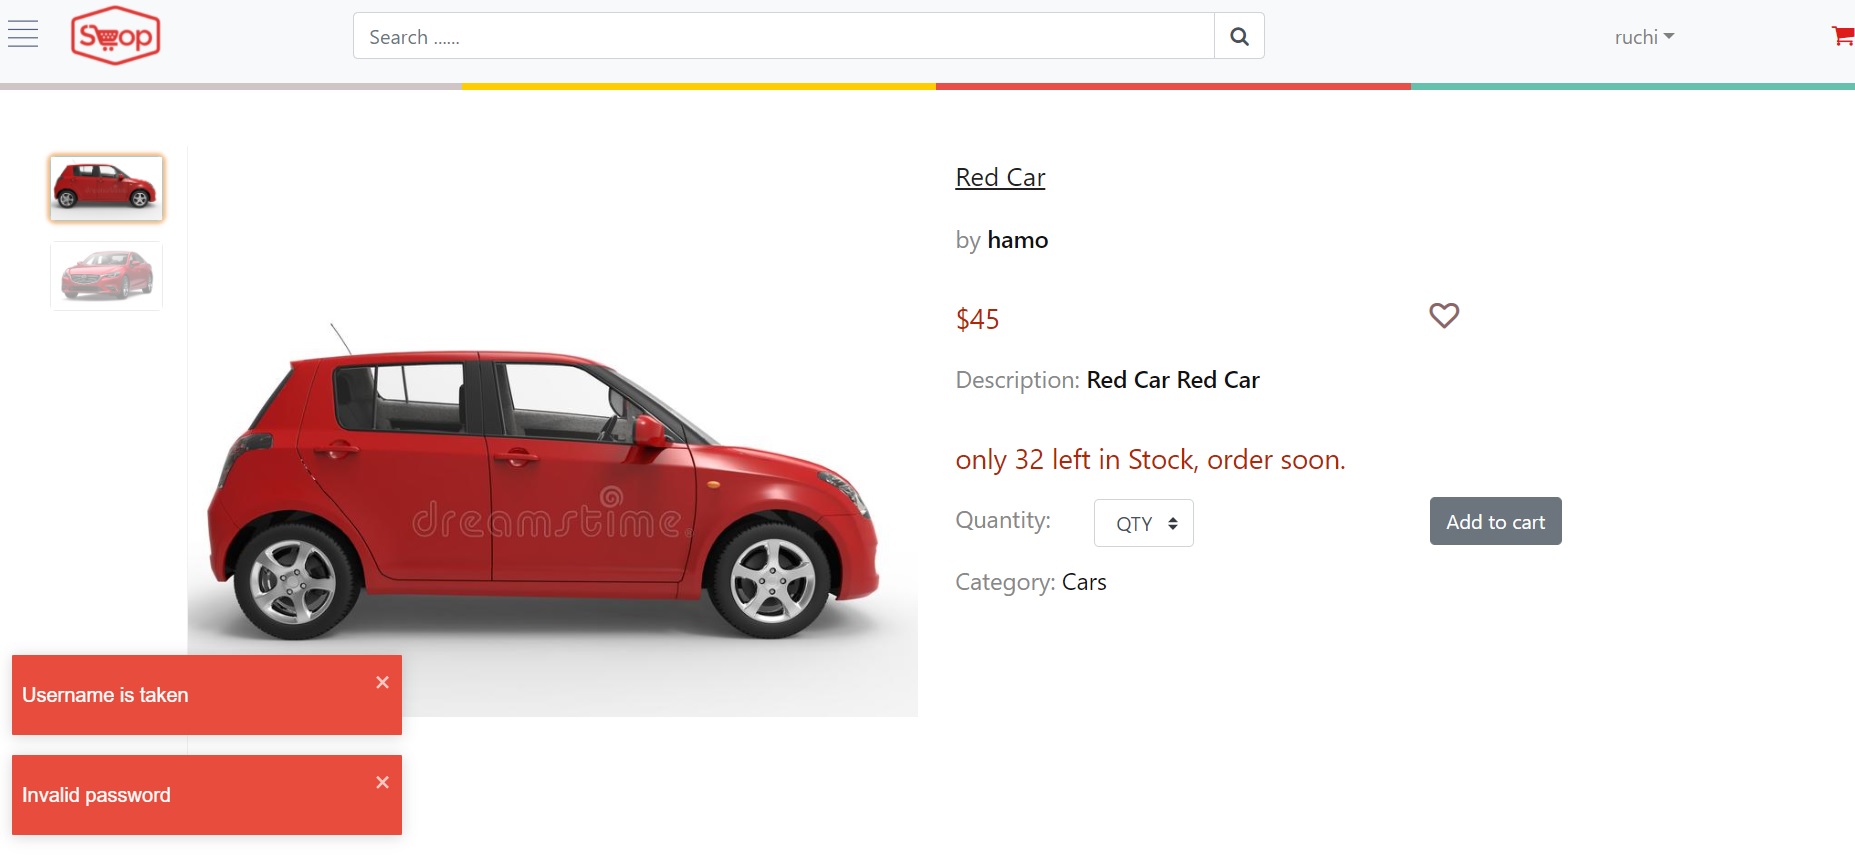 Shop
Search ......
ruchi
Red Car
by hamo
$45
Description: Red Car Red Car
only 32 left in Stock, order soon.
Quantity:
QTY
Add to cart
Category: Cars
dreamstime.
Username is taken
×
Invalid password
×